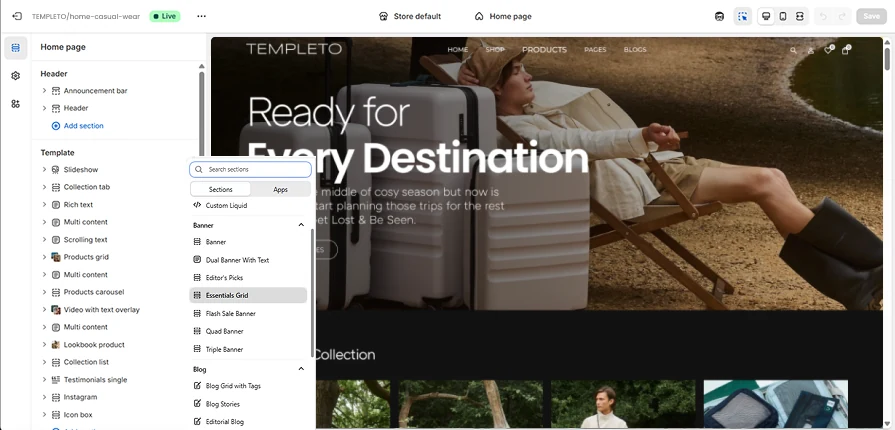 TEMPLETO/home-casual-wear
Live
Store default
Home page
Save
Home page
Header
Announcement bar
Header
Add section
Template
Slideshow
Collection tab
Rich text
Multi content
Scrolling text
Products grid
Multi content
Products carousel
Video with text overlay
Multi content
Lookbook product
Collection list
Testimonials single
Instagram
Icon box
Search sections
Sections
Apps
Custom Liquid
Banner
Banner
Dual Banner With Text
Editor's Picks
Essentials Grid
Flash Sale Banner
Quad Banner
Triple Banner
Blog
Blog Grid with Tags
Blog Stories
Editorial Blog
TEMPLETO
HOME
SHOP
PRODUCTS
PAGES
BLOGS
Ready for
Every Destination
middle of cosy season but now is
start planning those trips for the rest
et Lost & Be Seen.
ES
Collection